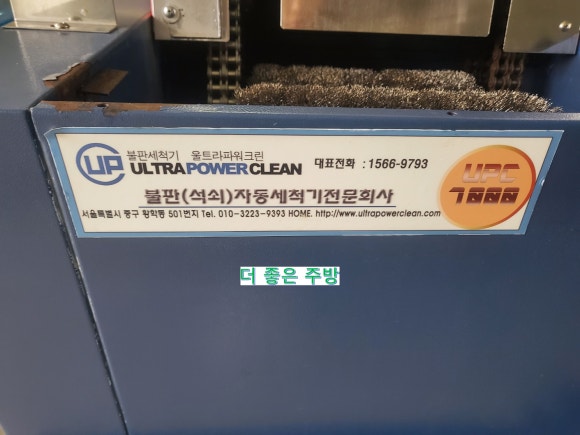 UP 불판세척기 울트라파워크린
ULTRA POWER CLEAN 대표전화 : 1566-9793
UPC
불판(석쇠)자동세척기전문회사
7000
서울특별시 중구 황학동 501번지 Tel. 010-3223-9393 HOME. http://www.ultrapowerclean.com
더 좋은 주방